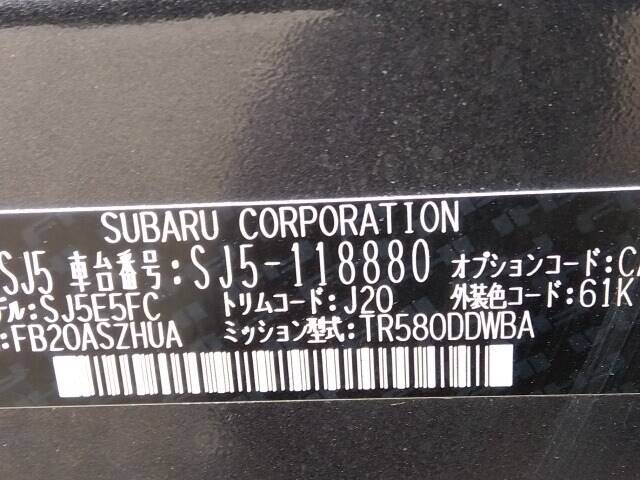 SUBARU CORPORATION
SJ5 車台番号:SJ5-118880 オプションコード:CA
デル:SJ5E5FC トリムコード:J20 外装色コード:61K
:FB20ASZHUA ミッション型式:TR580DDWBA